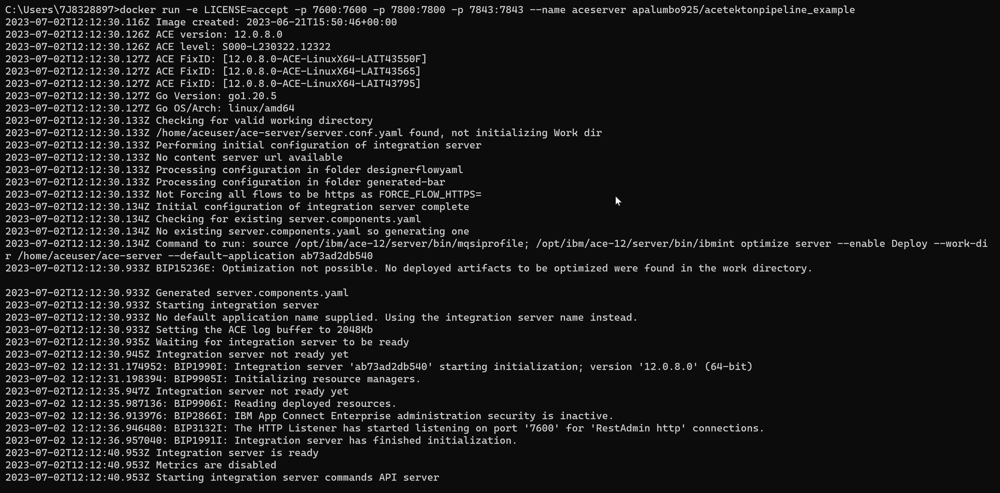 C:\Users\7J8328897>docker run -e LICENSE=accept -p 7600:7600 -p 7800:7800 -p 7843:7843 --name aceserver apalumbo925/acetektonpipeline_example
2023-07-02T12:12:30.116Z Image created: 2023-06-21T15:50:46+00:00
2023-07-02T12:12:30.126Z ACE version: 12.0.8.0
2023-07-02T12:12:30.126Z ACE level: S000-L230322.12322
2023-07-02T12:12:30.127Z ACE FixID: [12.0.8.0-ACE-LinuxX64-LAIT43550F]
2023-07-02T12:12:30.127Z ACE FixID: [12.0.8.0-ACE-LinuxX64-LAIT43565]
2023-07-02T12:12:30.127Z ACE FixID: [12.0.8.0-ACE-LinuxX64-LAIT43795]
2023-07-02T12:12:30.127Z Go Version: go1.20.5
2023-07-02T12:12:30.127Z Go OS/Arch: linux/amd64
2023-07-02T12:12:30.133Z Checking for valid working directory
2023-07-02T12:12:30.133Z /home/aceuser/ace-server/server.conf.yaml found, not initializing Work dir
2023-07-02T12:12:30.133Z Performing initial configuration of integration server
2023-07-02T12:12:30.133Z No content server url available
2023-07-02T12:12:30.133Z Processing configuration in folder designerflowyaml
2023-07-02T12:12:30.133Z Processing configuration in folder generated-bar
2023-07-02T12:12:30.133Z Not Forcing all flows to be https as FORCE_FLOW_HTTPS=
2023-07-02T12:12:30.134Z Initial configuration of integration server complete
2023-07-02T12:12:30.134Z Checking for existing server.components.yaml
2023-07-02T12:12:30.134Z No existing server.components.yaml so generating one
2023-07-02T12:12:30.134Z Command to run: source /opt/ibm/ace-12/server/bin/mqsiprofile; /opt/ibm/ace-12/server/bin/ibmint optimize server --enable Deploy --work-di
r /home/aceuser/ace-server --default-application ab73ad2db540
2023-07-02T12:12:30.933Z BIP15236E: Optimization not possible. No deployed artifacts to be optimized were found in the work directory.
2023-07-02T12:12:30.933Z Generated server.components.yaml
2023-07-02T12:12:30.933Z Starting integration server
2023-07-02T12:12:30.933Z No default application name supplied. Using the integration server name instead.
2023-07-02T12:12:30.933Z Setting the ACE log buffer to 2048Kb
2023-07-02T12:12:30.935Z Waiting for integration server to be ready
2023-07-02T12:12:30.945Z Integration server not ready yet
2023-07-02 12:12:31.174952: BIP1990I: Integration server 'ab73ad2db540' starting initialization; version '12.0.8.0' (64-bit)
2023-07-02 12:12:31.198394: BIP9905I: Initializing resource managers.
2023-07-02T12:12:35.947Z Integration server not ready yet
2023-07-02 12:12:35.987136: BIP9906I: Reading deployed resources.
2023-07-02 12:12:36.913976: BIP2866I: IBM App Connect Enterprise administration security is inactive.
2023-07-02 12:12:36.946480: BIP3132I: The HTTP Listener has started listening on port '7600' for 'RestAdmin http' connections.
2023-07-02 12:12:36.957040: BIP1991I: Integration server has finished initialization.
2023-07-02T12:12:40.953Z Integration server is ready
2023-07-02T12:12:40.953Z Metrics are disabled
2023-07-02T12:12:40.953Z Starting integration server commands API server